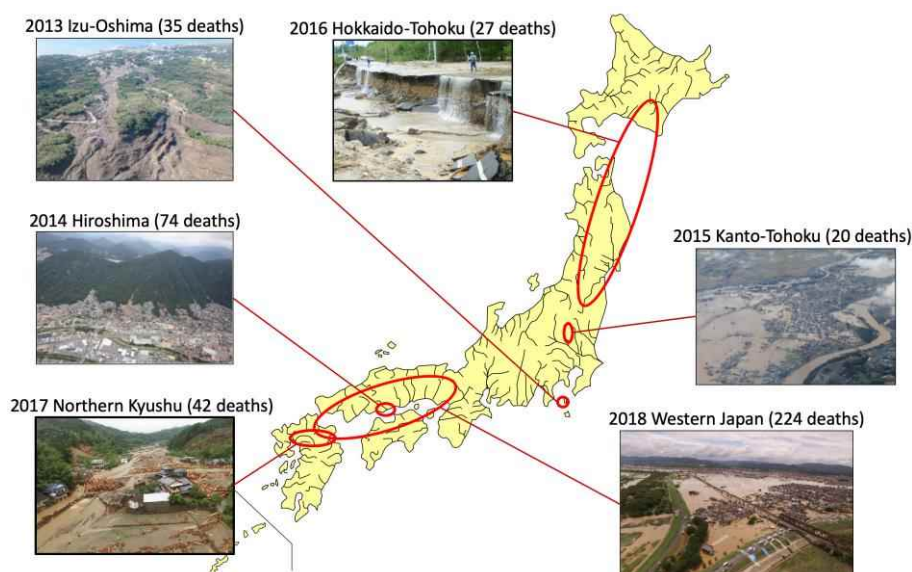 2013 Izu-Oshima (35 deaths)
2016 Hokkaido-Tohoku (27 deaths)
2014 Hiroshima (74 deaths)
2015 Kanto-Tohoku (20 deaths)
2017 Northern Kyushu (42 deaths)
2018 Western Japan (224 deaths)